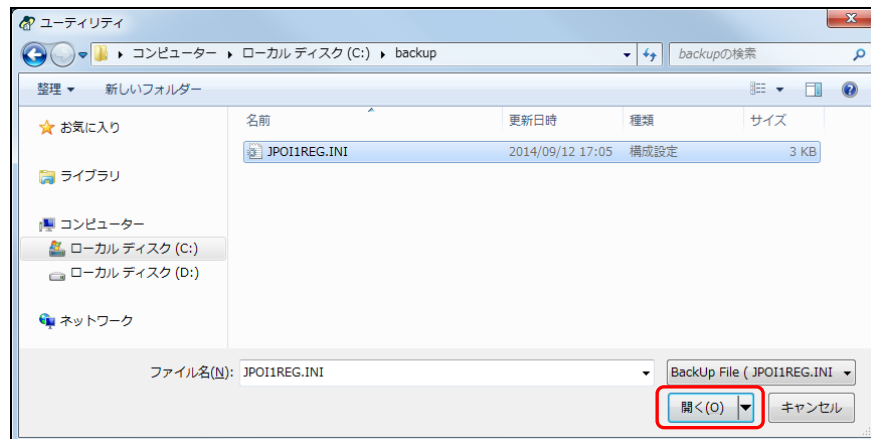 ユーティリティ
コンピューター ▸ ローカル ディスク (C:) ▸ backup
backupの検索
整理 ▼ 新しいフォルダー
名前 更新日時 種類 サイズ
JPOI1REG.INI 2014/09/12 17:05 構成設定 3 KB
お気に入り
ライブラリ
コンピューター
ローカル ディスク (C:)
ローカル ディスク (D:)
ネットワーク
ファイル名(N): JPOI1REG.INI
BackUp File ( JPOI1REG.INI
開く(O) キャンセル